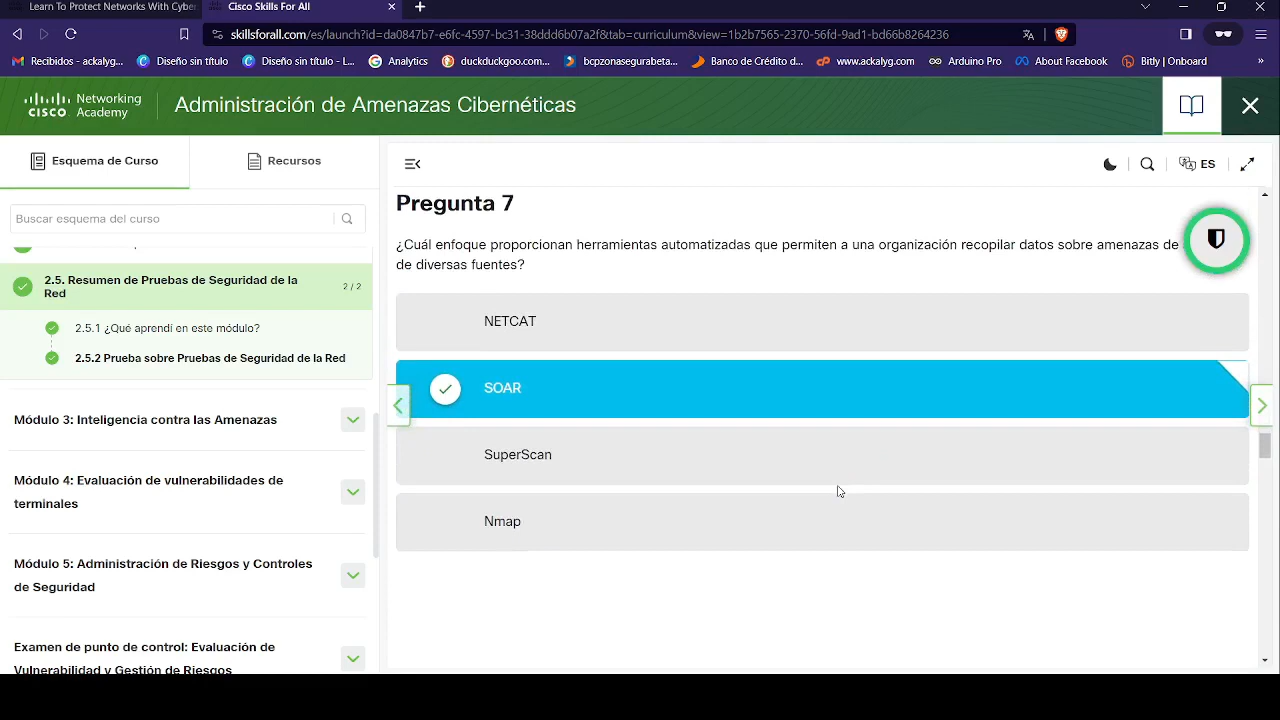 Learn To Protect Networks With Cyber
Cisco Skills For All
skillsforall.com/es/launch?id=da0847b7-e6fc-4597-bc31-38ddd6b07a2f&tab=curriculum&view=1b2b7565-2370-56fd-9ad1-bd66b8264236
Recibidos - ackalyg...
Diseño sin título
Diseño sin título - L...
Analytics
duckduckgoo.com...
bcpzonasegurabeta...
Banco de Crédito d...
www.ackalyg.com
Arduino Pro
About Facebook
Bitly | Onboard
»
CISCO
Networking
Academy
Administración de Amenazas Cibernéticas
Esquema de Curso
Recursos
Buscar esquema del curso
2.5. Resumen de Pruebas de Seguridad de la
Red
2 / 2
2.5.1 ¿Qué aprendí en este módulo?
2.5.2 Prueba sobre Pruebas de Seguridad de la Red
Módulo 3: Inteligencia contra las Amenazas
Módulo 4: Evaluación de vulnerabilidades de
terminales
Módulo 5: Administración de Riesgos y Controles
de Seguridad
Examen de punto de control: Evaluación de
Vulnerabilidad y Gestión de Riesgos
ES
Pregunta 7
¿Cuál enfoque proporcionan herramientas automatizadas que permiten a una organización recopilar datos sobre amenazas de
de diversas fuentes?
NETCAT
SOAR
SuperScan
Nmap